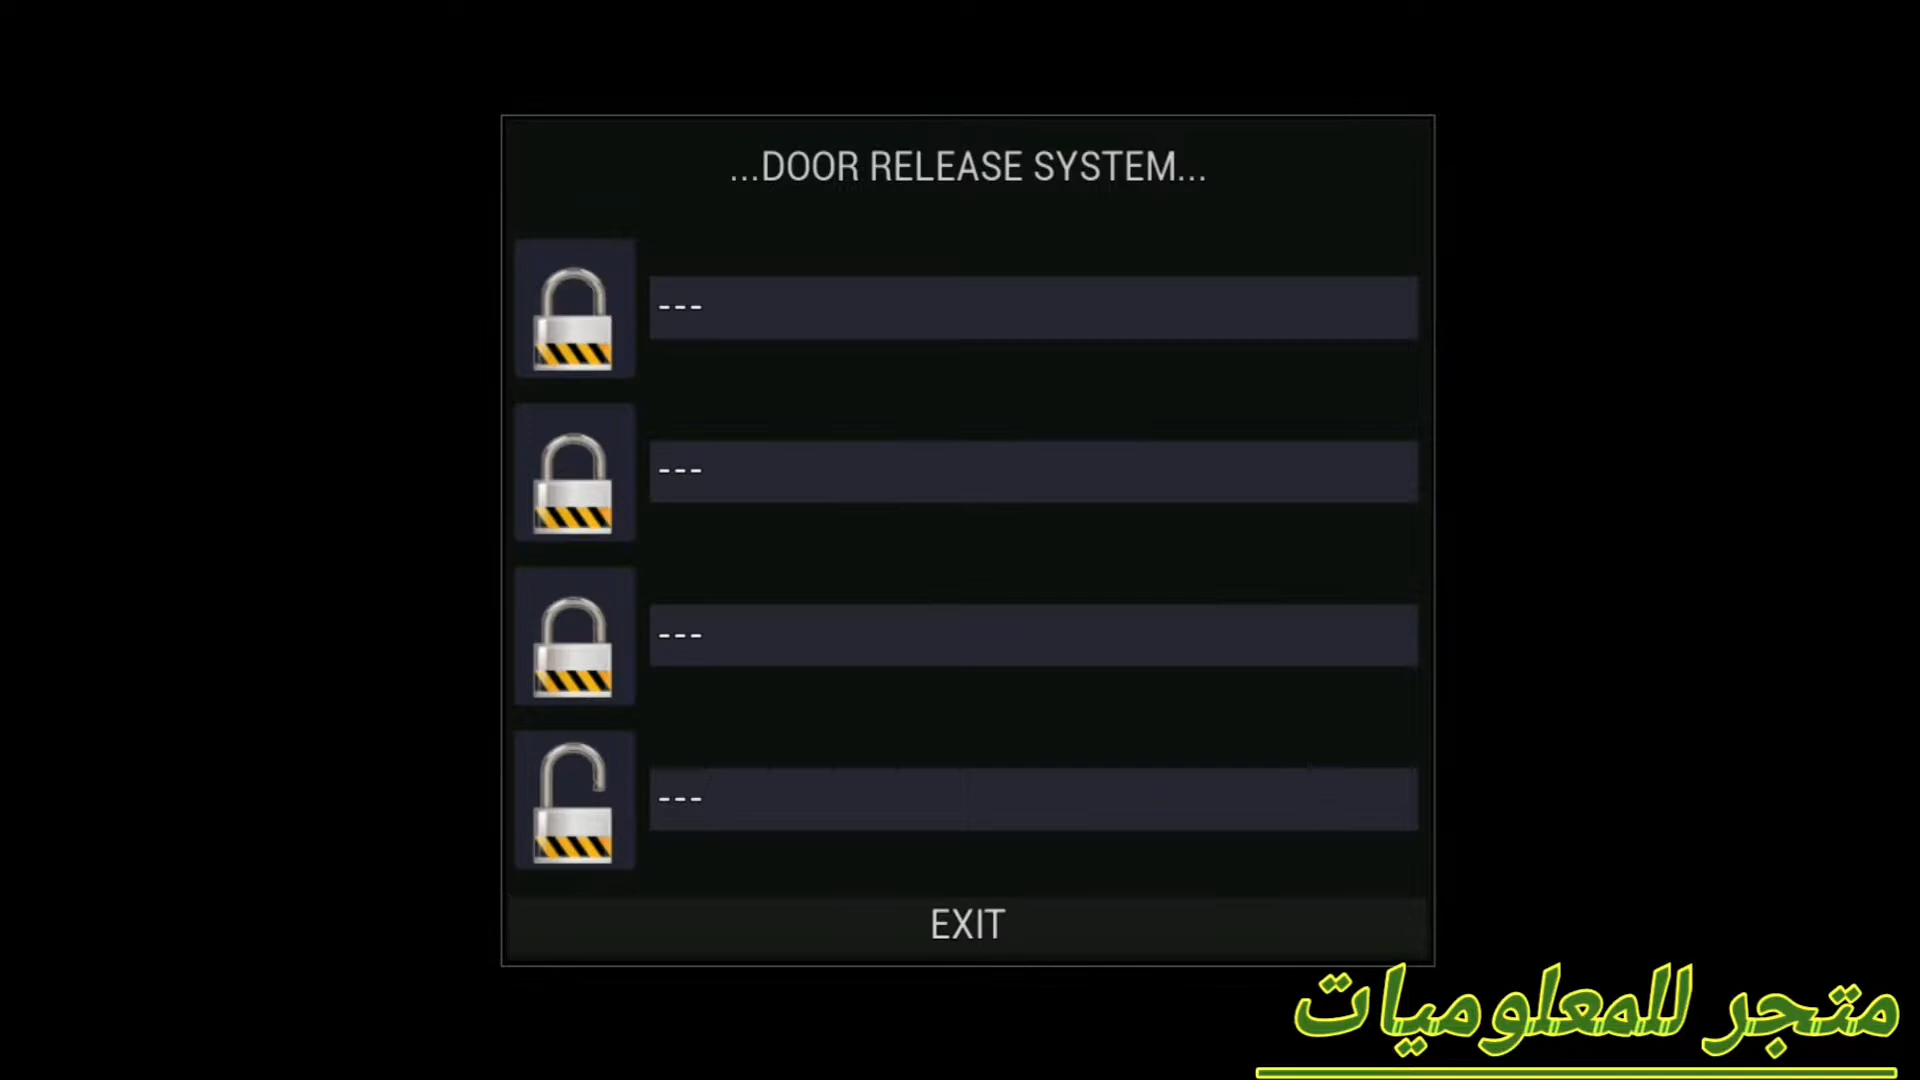 ...DOOR RELEASE SYSTEM...
---
---
---
---
EXIT
متجر للمعلوميات